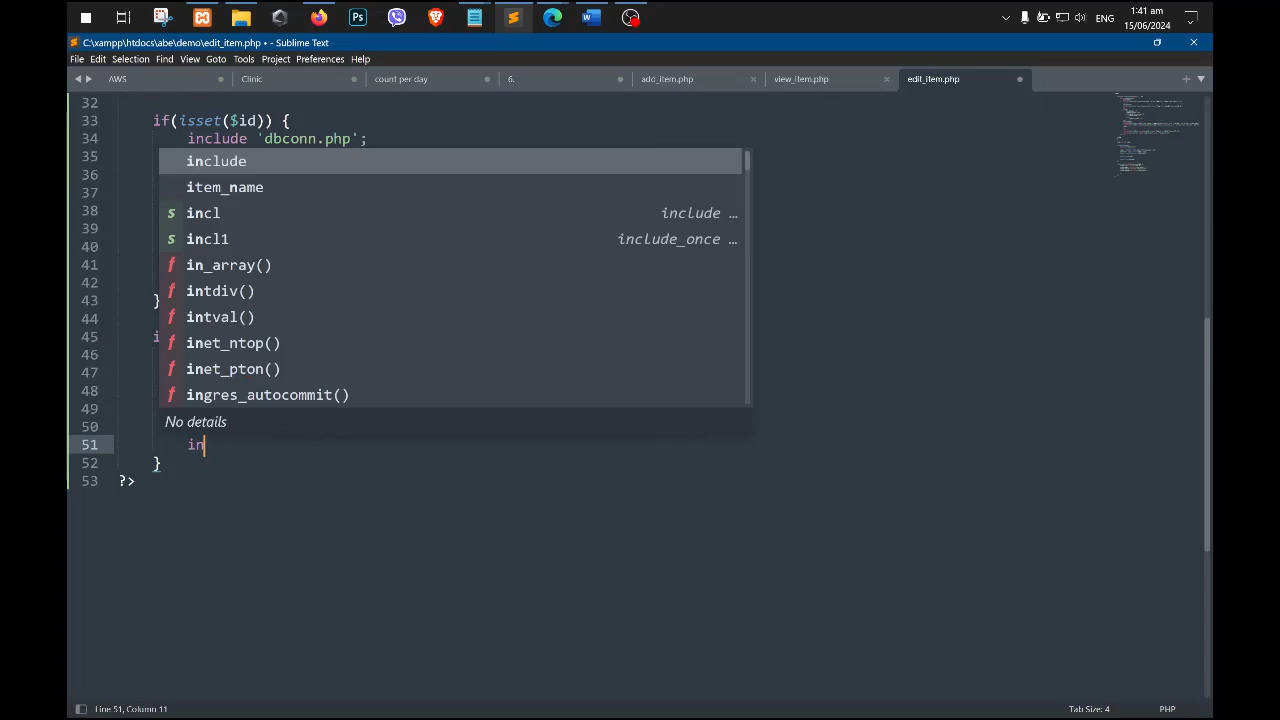 1:41 am
ENG
15/06/2024
C:\xampp\htdocs\abe\demo\edit_item.php • - Sublime Text
File Edit Selection Find View Goto Tools Project Preferences Help
AWS Clinic count per day 6. add_item.php view_item.php edit_item.php
32
33 if(isset($id)) {
34 include 'dbconn.php';
35
include
36
item_name
37
38 s incl include …
39 s incl1 include_once …
40
41 f in_array()
42 f intdiv()
43 }
44 f intval()
45 i
f inet_ntop()
46
47 f inet_pton()
48 f ingres_autocommit()
49
No details
50
51 in
52 }
53 ?>
Line 51, Column 11 Tab Size: 4 PHP